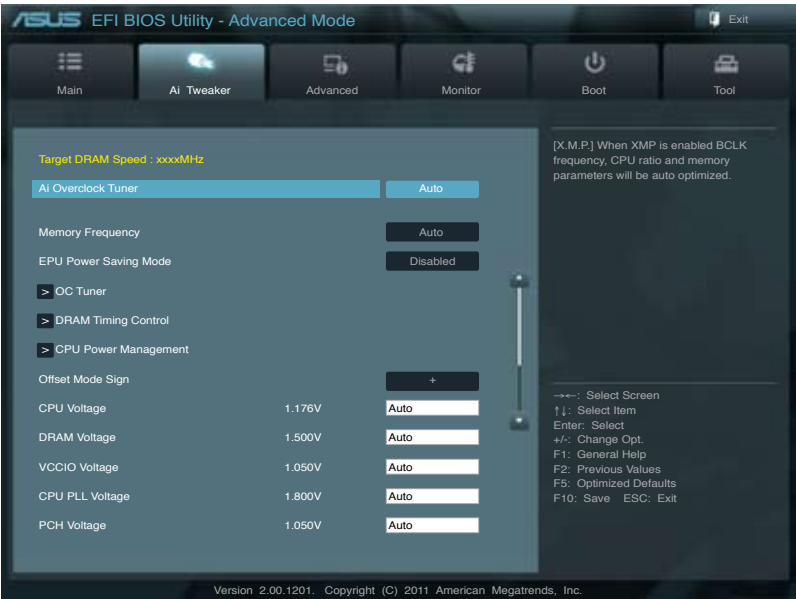 ASUS EFI BIOS Utility - Advanced Mode
Exit
Main
Ai Tweaker
Advanced
Monitor
Boot
Tool
Target DRAM Speed : xxxxMHz
Ai Overclock Tuner Auto
Memory Frequency Auto
EPU Power Saving Mode Disabled
> OC Tuner
> DRAM Timing Control
> CPU Power Management
Offset Mode Sign +
CPU Voltage 1.176V Auto
DRAM Voltage 1.500V Auto
VCCIO Voltage 1.050V Auto
CPU PLL Voltage 1.800V Auto
PCH Voltage 1.050V Auto
[X.M.P.] When XMP is enabled BCLK
frequency, CPU ratio and memory
parameters will be auto optimized.
→←: Select Screen
↑↓: Select Item
Enter: Select
+/-: Change Opt.
F1: General Help
F2: Previous Values
F5: Optimized Defaults
F10: Save ESC: Exit
Version 2.00.1201. Copyright (C) 2011 American Megatrends, Inc.